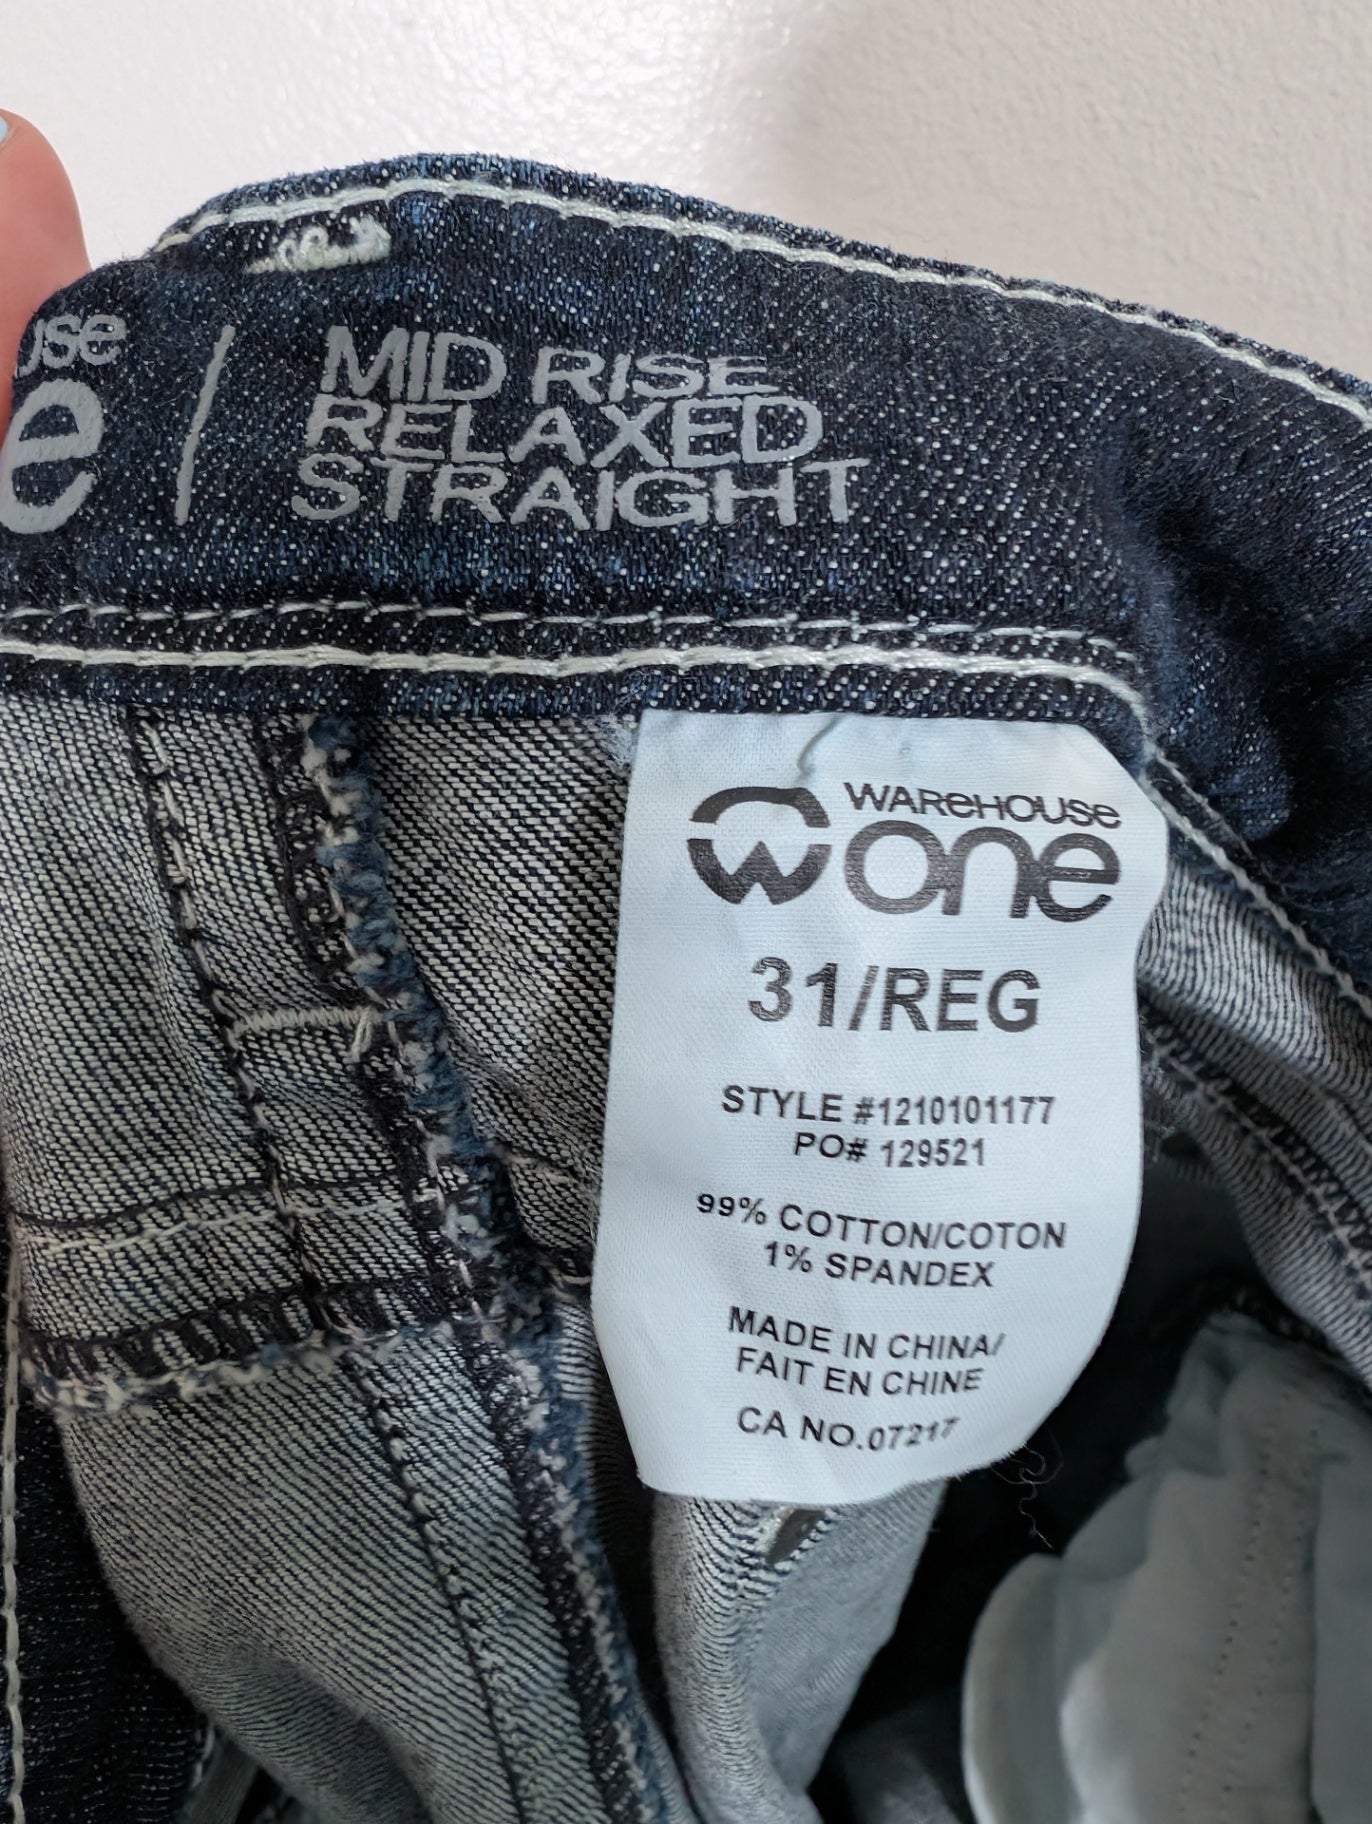 use
e
MID RISE
RELAXED
STRAIGHT
WAREHOUSE
one
31/REG
STYLE #1210101177
PO# 129521
99% COTTON/COTON
1% SPANDEX
MADE IN CHINA/
FAIT EN CHINE
CA NO.07217